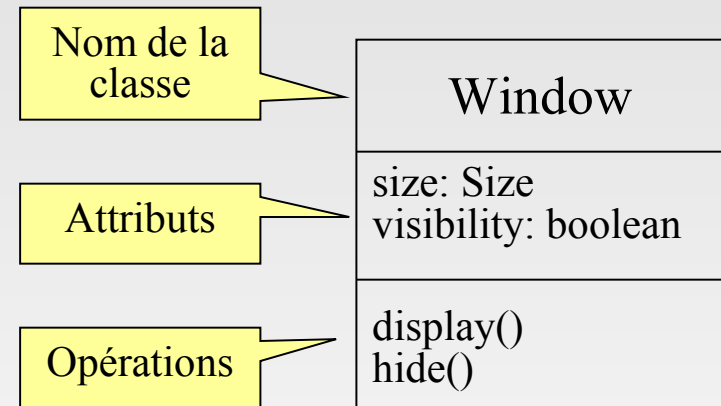 Nom de la
classe
Window
Attributs
size: Size
visibility: boolean
Opérations
display()
hide()